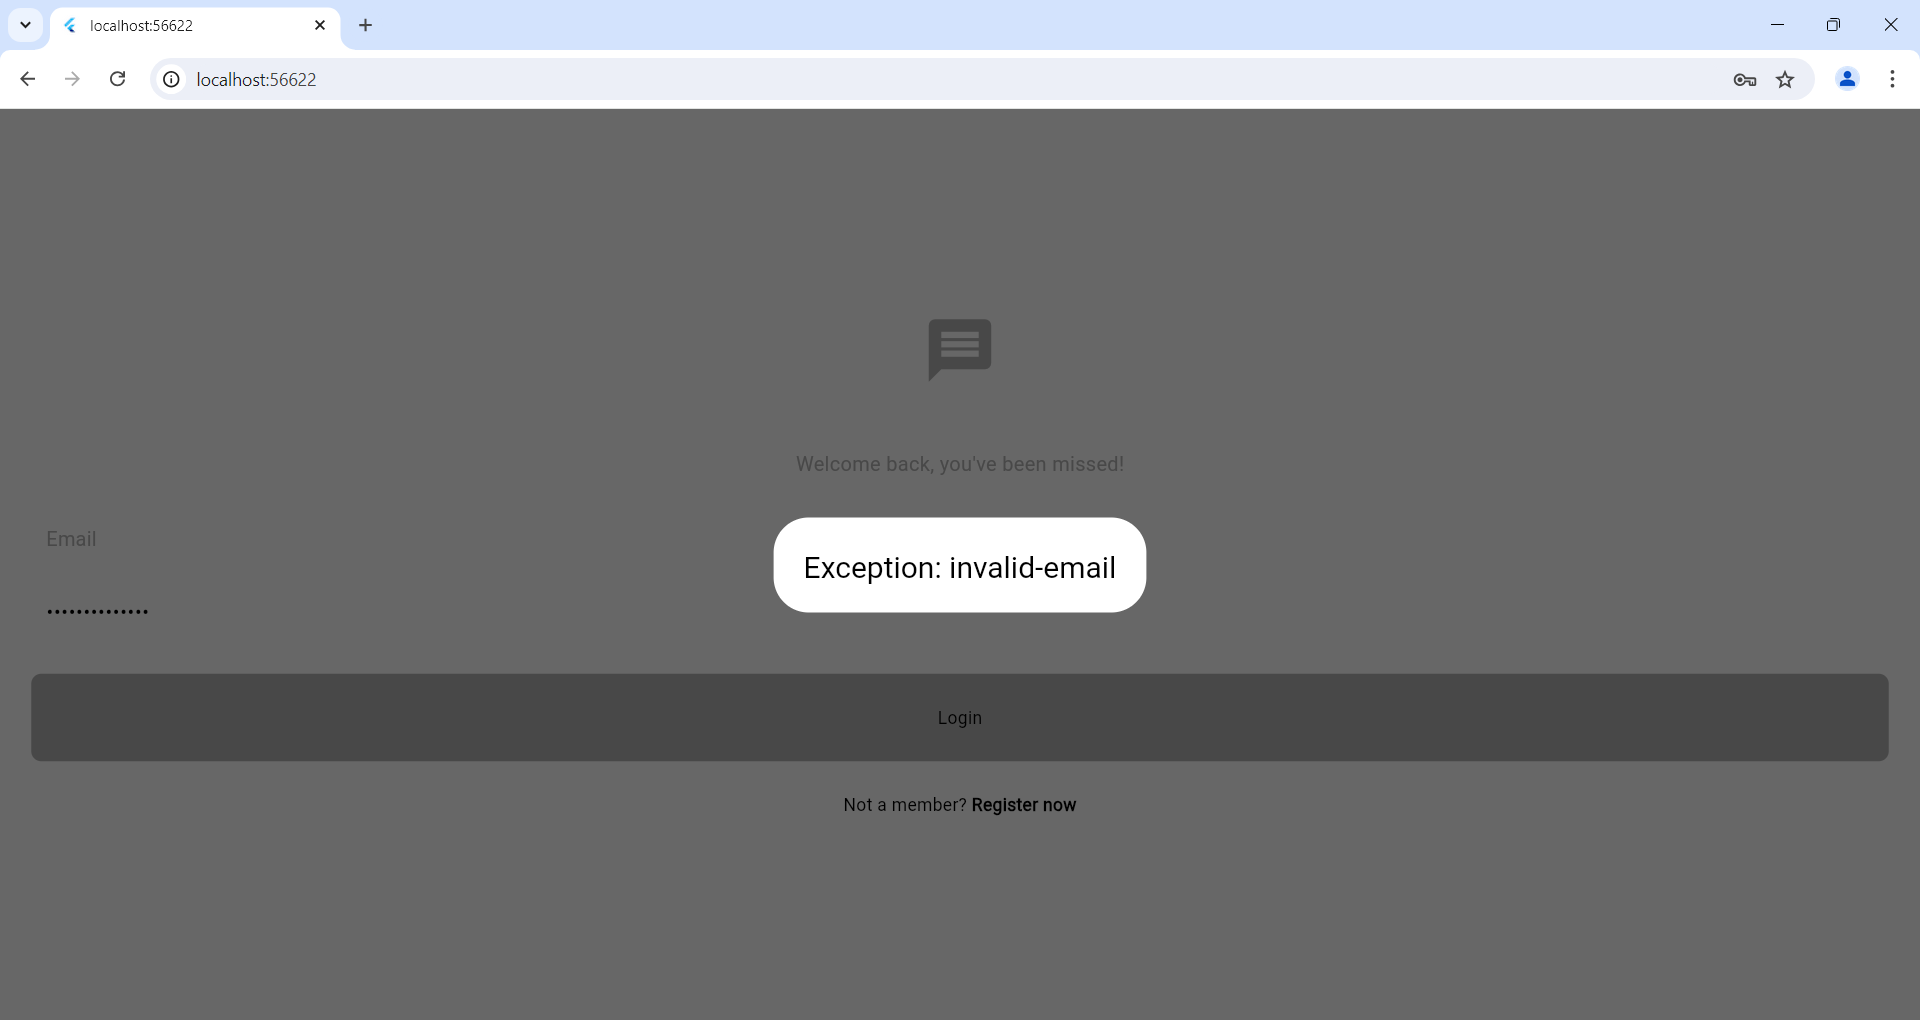 localhost:56622
localhost:56622
Welcome back, you've been missed!
Email
••••••••••••••
Exception: invalid-email
Login
Not a member? Register now